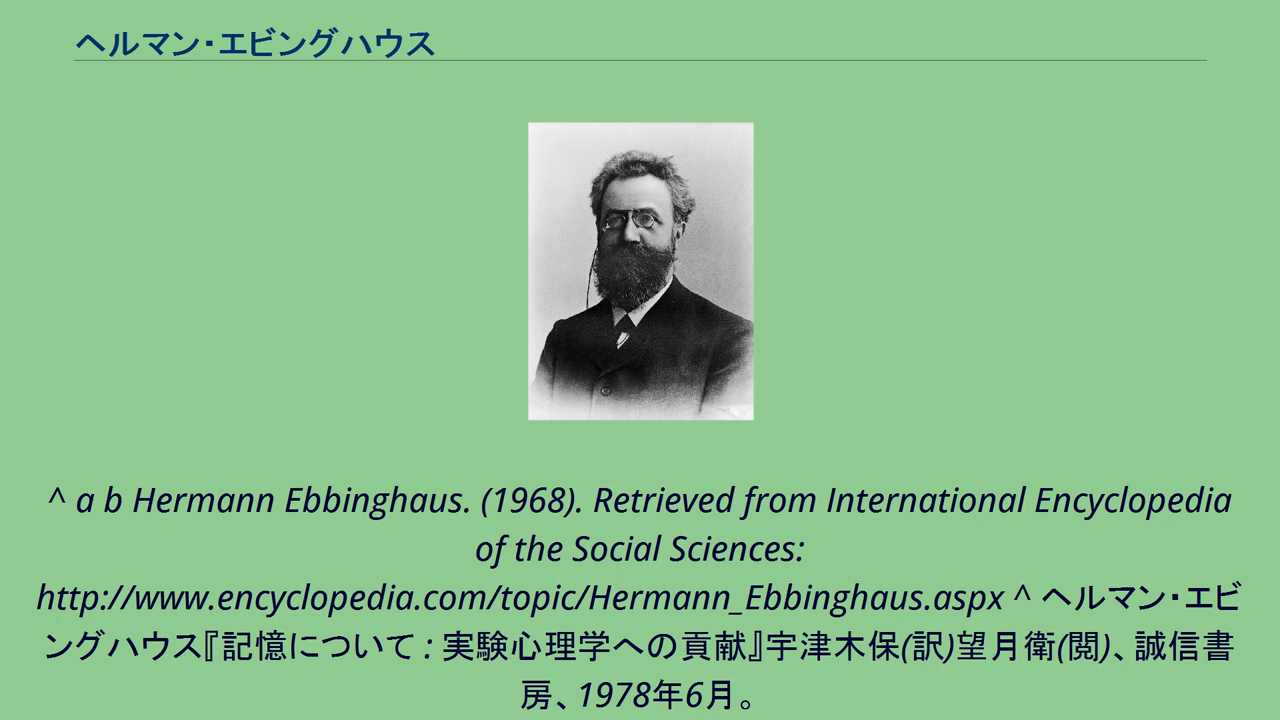 ヘルマン・エビングハウス
^ a b Hermann Ebbinghaus. (1968). Retrieved from International Encyclopedia
of the Social Sciences:
http://www.encyclopedia.com/topic/Hermann_Ebbinghaus.aspx ^ ヘルマン・エビ
ングハウス『記憶について : 実験心理学への貢献』宇津木保(訳)望月衛(閲)、誠信書
房、1978年6月。